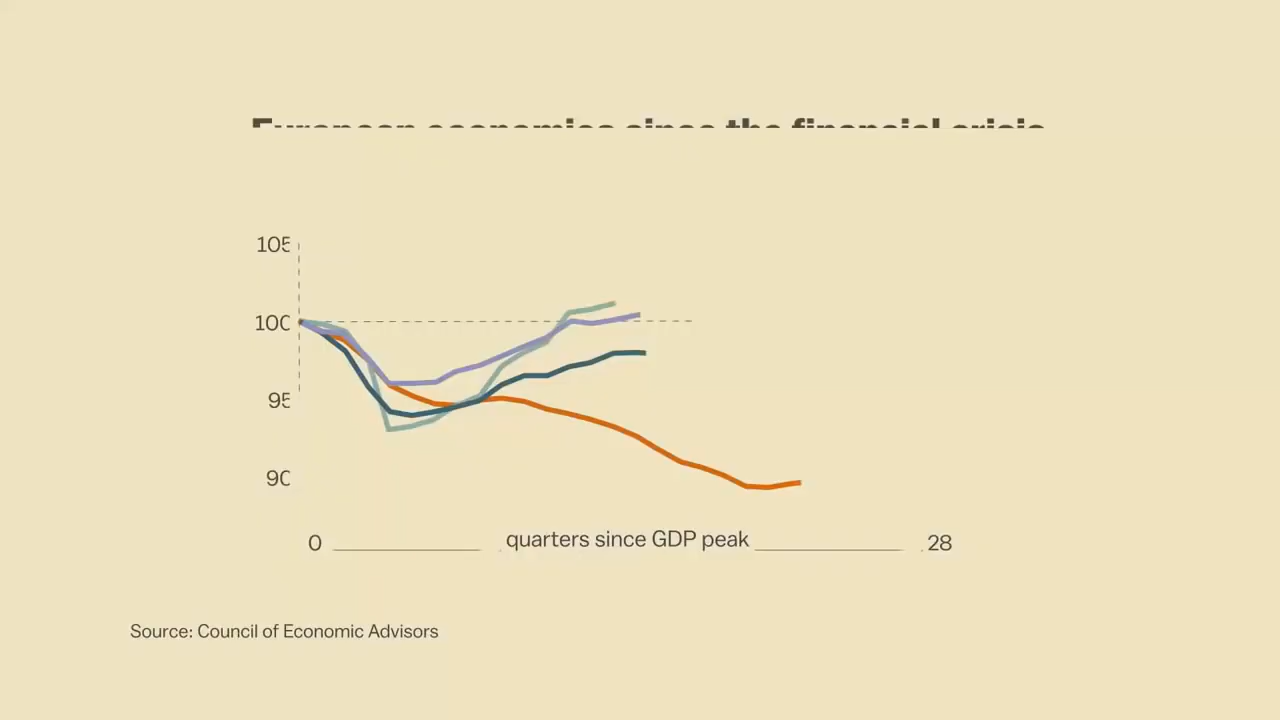 European economies since the financial crisis
105
100
95
90
0 quarters since GDP peak 28
Source: Council of Economic Advisors